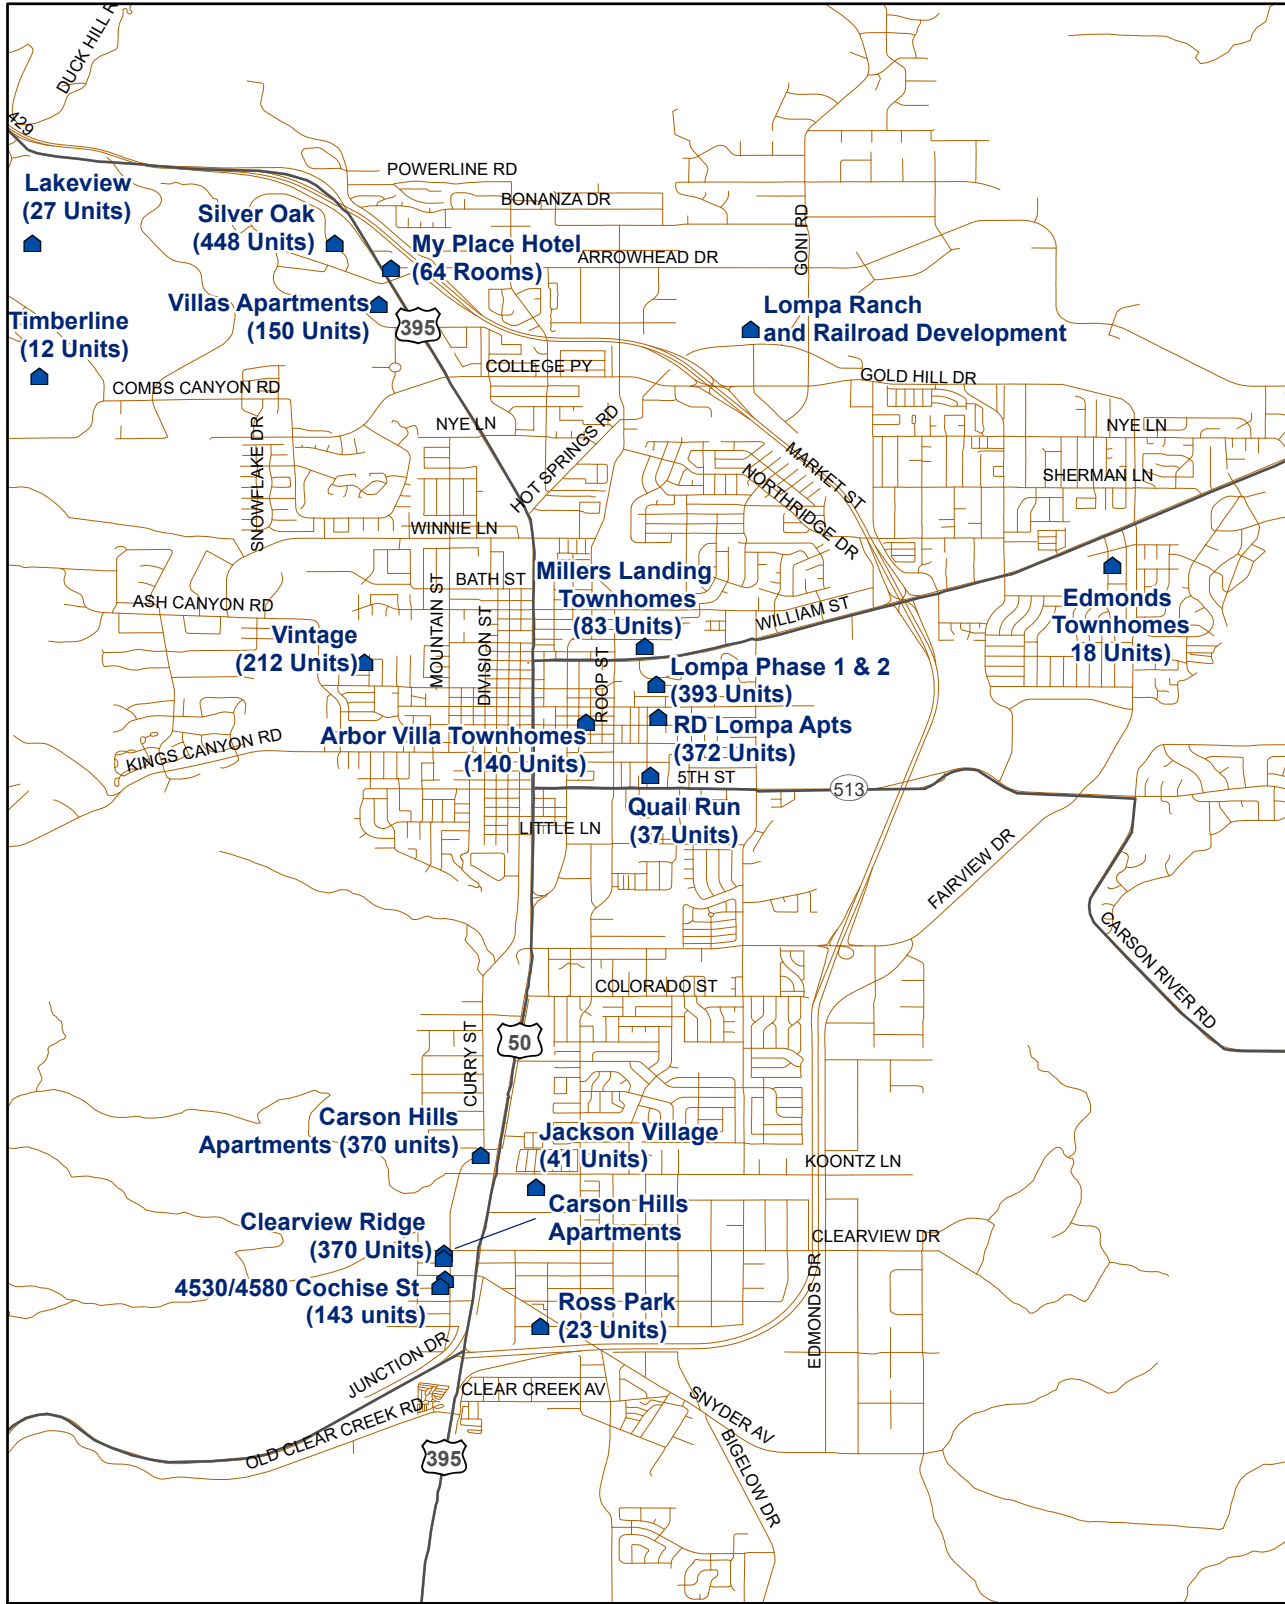 DUCK HILL R
429
POWERLINE RD
Lakeview
(27 Units)
BONANZA DR
Silver Oak
(448 Units)
GONI RD
My Place Hotel
(64 Rooms)
ARROWHEAD DR
Villas Apartments
(150 Units)
395
Lompa Ranch
and Railroad Development
Timberline
(12 Units)
COLLEGE PY
GOLD HILL DR
COMBS CANYON RD
NYE LN
HOT SPRINGS RD
NYE LN
SNOWFLAKE DR
MARKET ST
SHERMAN LN
NORTHRIDGE DR
WINNIE LN
Millers Landing
Townhomes
(83 Units)
BATH ST
MOUNTAIN ST
DIVISION ST
ASH CANYON RD
WILLIAM ST
Edmonds
Townhomes
18 Units)
Vintage
(212 Units)
ROOP ST
Lompa Phase 1 & 2
(393 Units)
KINGS CANYON RD
Arbor Villa Townhomes
(140 Units)
RD Lompa Apts
(372 Units)
5TH ST
513
Quail Run
(37 Units)
LITTLE LN
FAIRVIEW DR
CARSON RIVER RD
COLORADO ST
50
CURRY ST
Carson Hills
Apartments (370 units)
Jackson Village
(41 Units)
KOONTZ LN
Carson Hills
Apartments
Clearview Ridge
(370 Units)
CLEARVIEW DR
4530/4580 Cochise St
(143 units)
EDMONDS DR
Ross Park
(23 Units)
JUNCTION DR
CLEAR CREEK AV
SNYDER AV
OLD CLEAR CREEK RD
BIGELOW DR
395